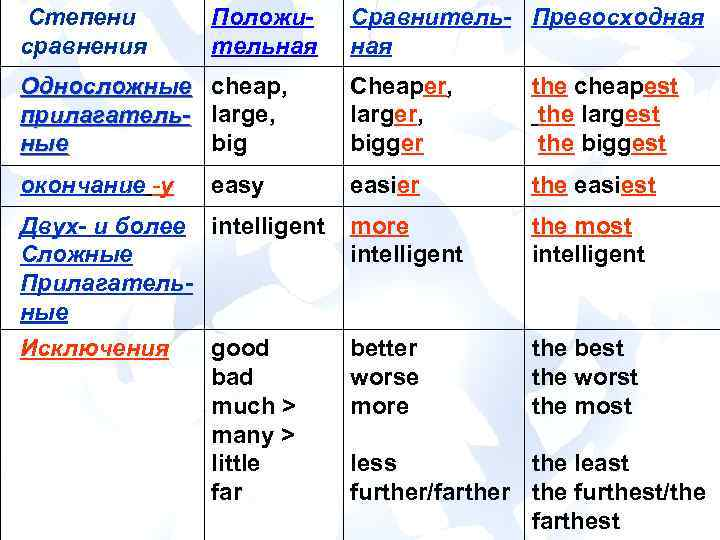 Степени сравнения
Положи-
тельная
Сравнитель-
ная
Превосходная
Односложные
прилагатель-
ные
cheap,
large,
big
Cheaper,
larger,
bigger
the cheapest
the largest
the biggest
окончание -y
easy
easier
the easiest
Двух- и более
Сложные
Прилагатель-
ные
intelligent
more
intelligent
the most
intelligent
Исключения
good
bad
much >
many >
little
far
better
worse
more
less
further/farther
the best
the worst
the most
the least
the furthest/the
farthest